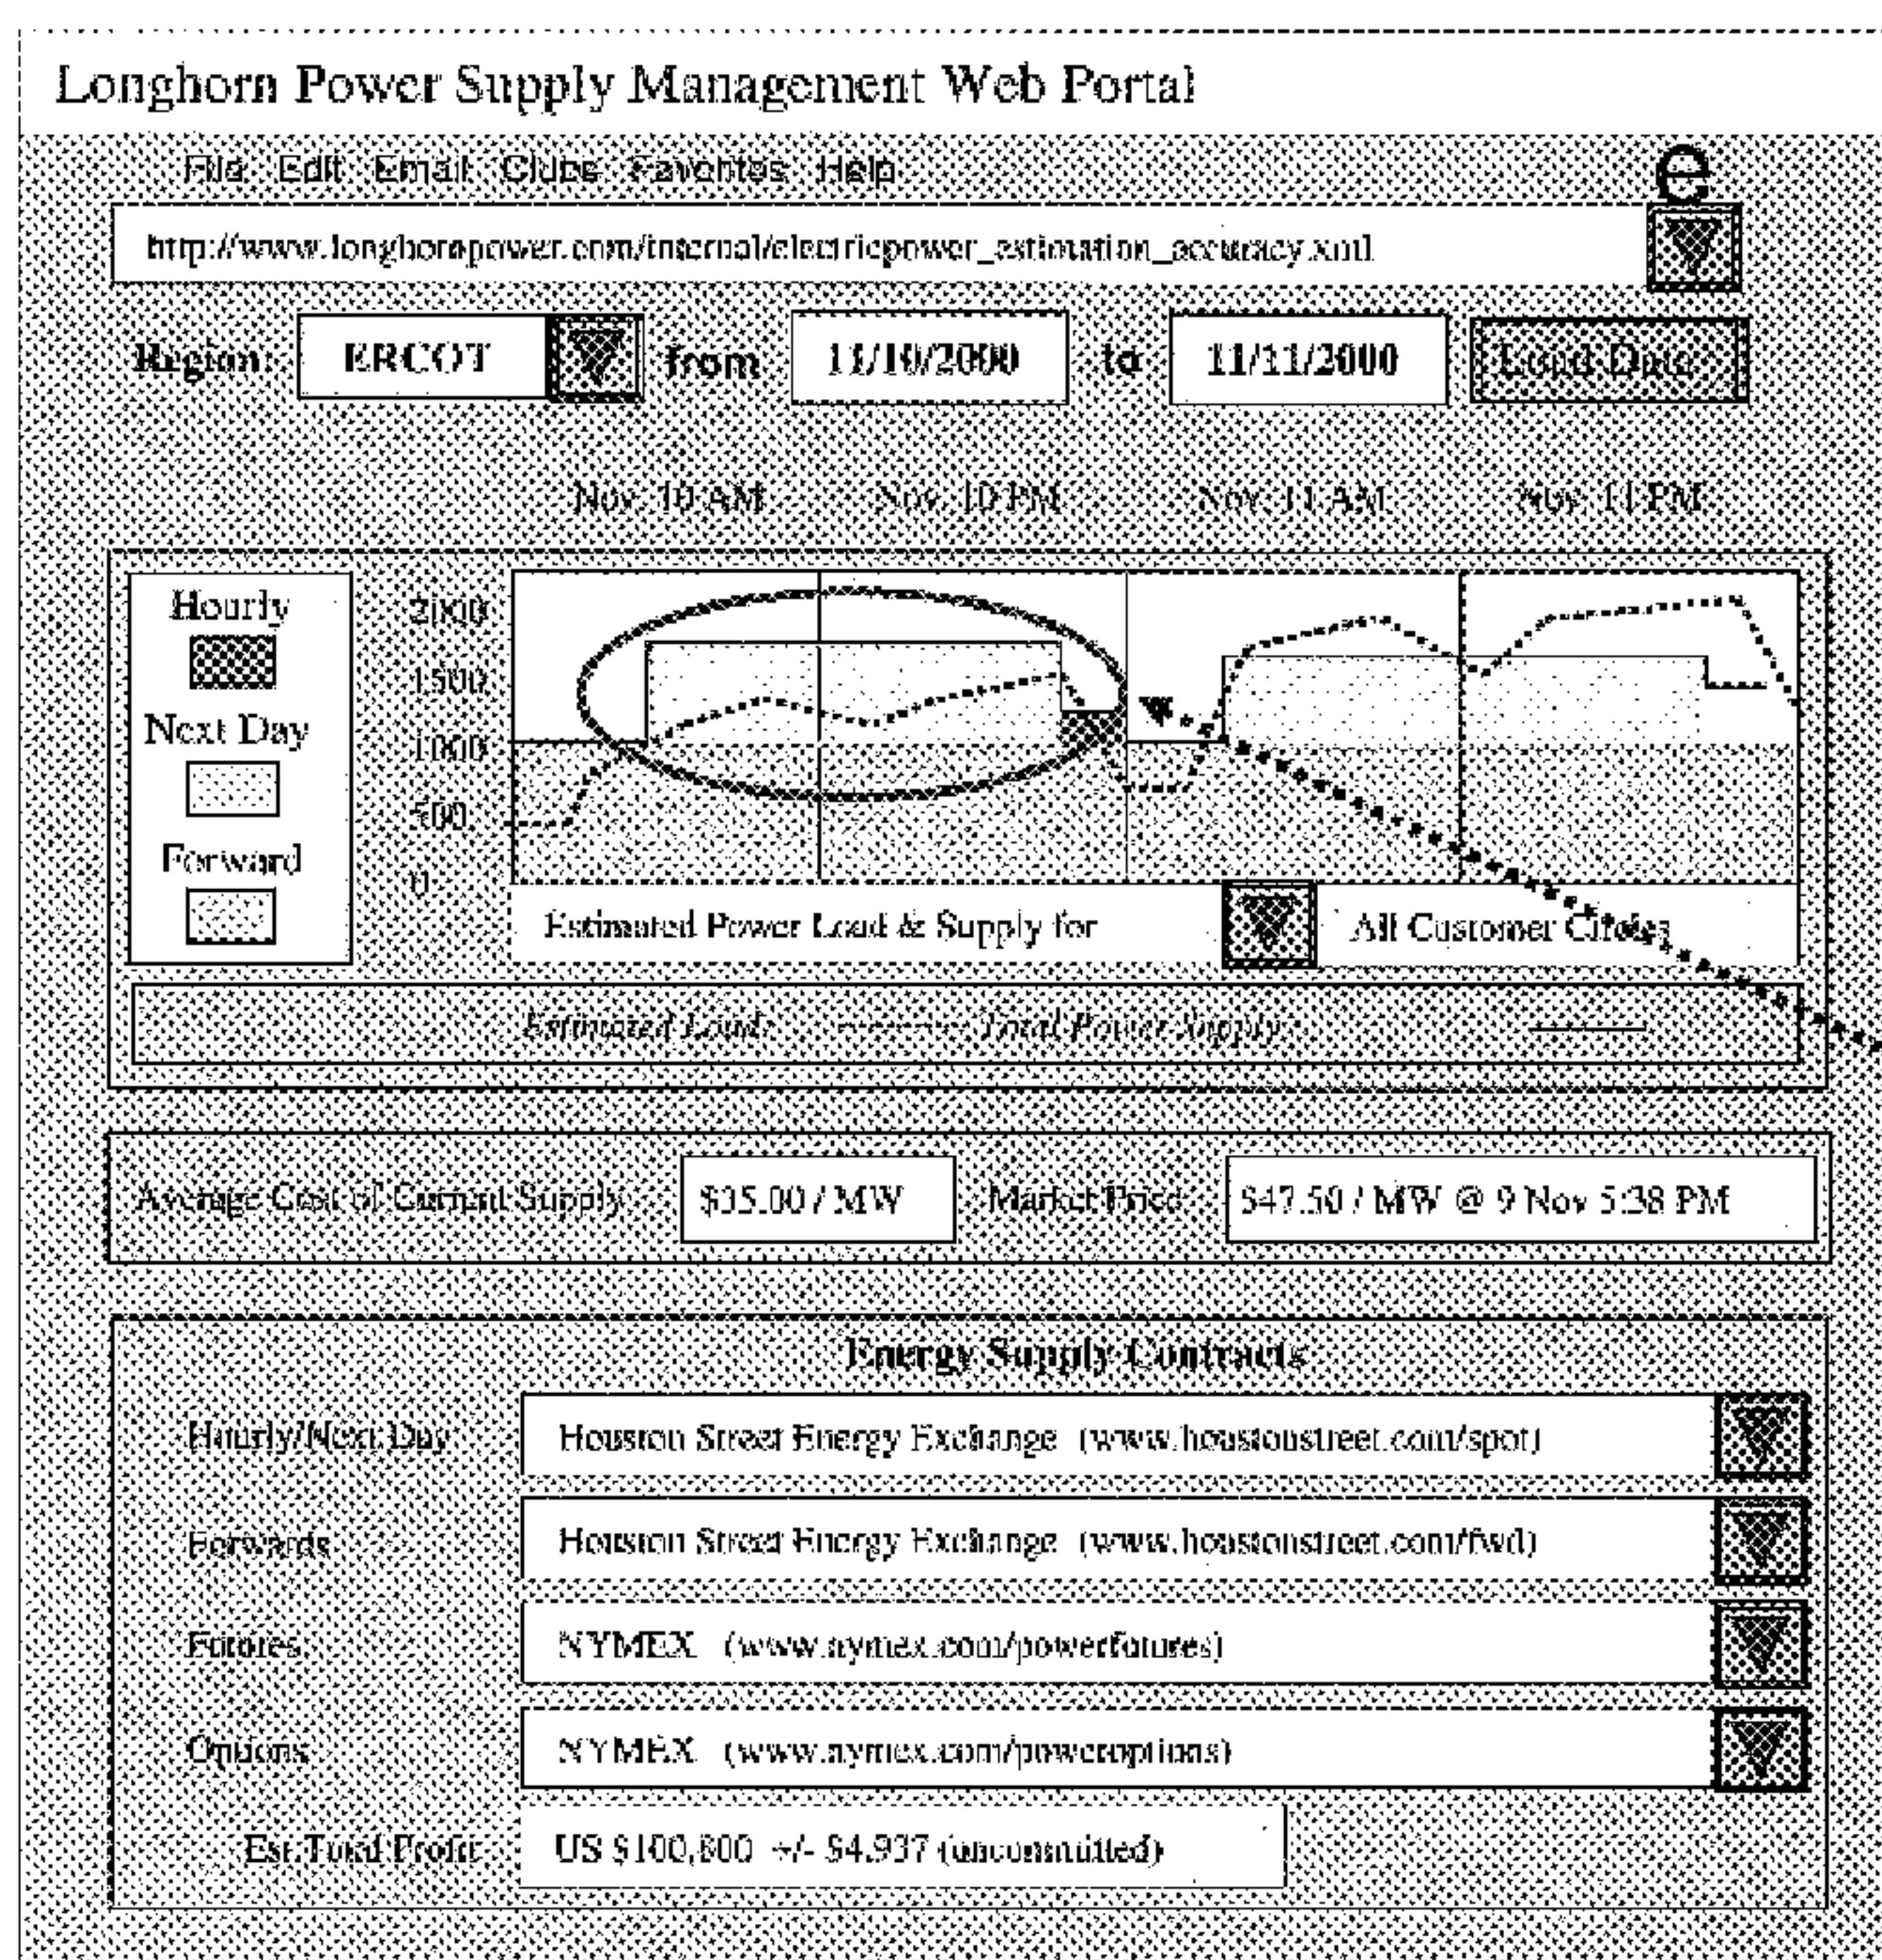 Longhorn Power Supply Management Web Portal
File Edit Email Clubs Favorites Help
e
http://www.longhornpower.com/internal/electricpower_estimation_accuracy.xml
Region: ERCOT from 11/10/2000 to 11/11/2000 Load Data
Nov. 10 AM Nov. 10 PM Nov. 11 AM Nov. 11 PM
Hourly
Next Day
Forward
2000
1500
1000
500
0
Estimated Power Load & Supply for All Customer Circles
Estimated Load: Total Power Supply:
Average Cost of Current Supply $35.00 / MW Market Price $47.50 / MW @ 9 Nov 5:38 PM
Energy Supply Contracts
Hourly/Next Day Houston Street Energy Exchange (www.houstonstreet.com/spot)
Forwards Houston Street Energy Exchange (www.houstonstreet.com/fwd)
Futures NYMEX (www.nymex.com/powerfutures)
Options NYMEX (www.nymex.com/poweroptions)
Est. Total Profit US $100,800 +/- $4,937 (uncommitted)